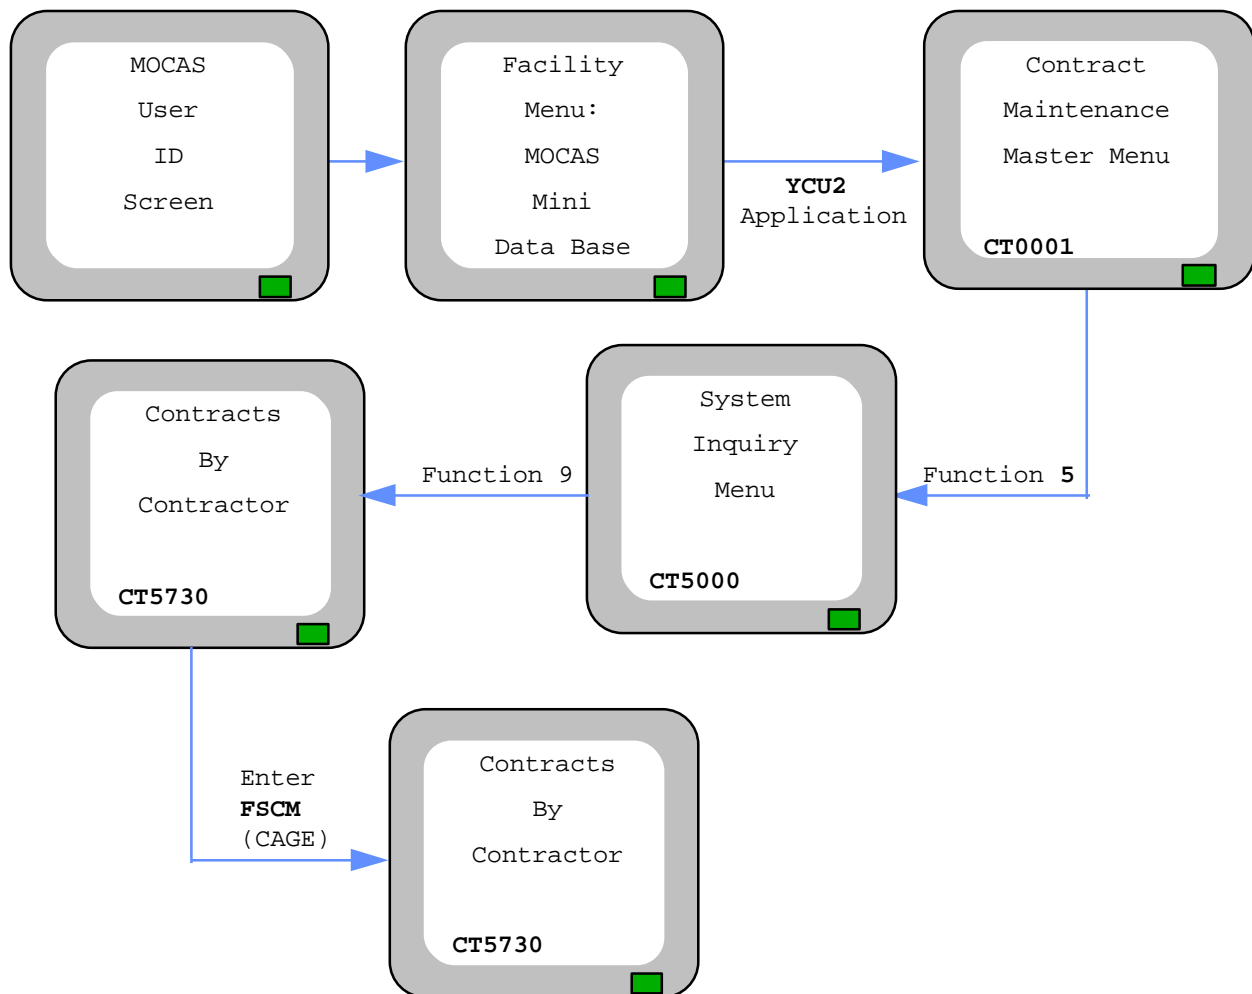 MOCAS
User
ID
Screen
Facility
Menu:
MOCAS
Mini
Data Base
YCU2
Application
Contract
Maintenance
Master Menu
CT0001
Function 5
System
Inquiry
Menu
CT5000
Function 9
Contracts
By
Contractor
CT5730
Enter
FSCM
(CAGE)
Contracts
By
Contractor
CT5730